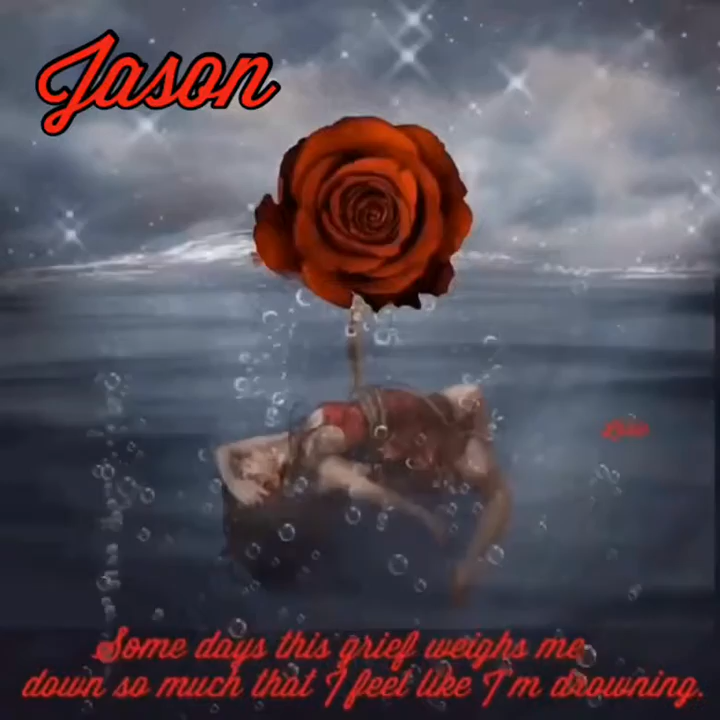 Jason
Some days this grief weighs me
down so much that I feel like I'm drowning.